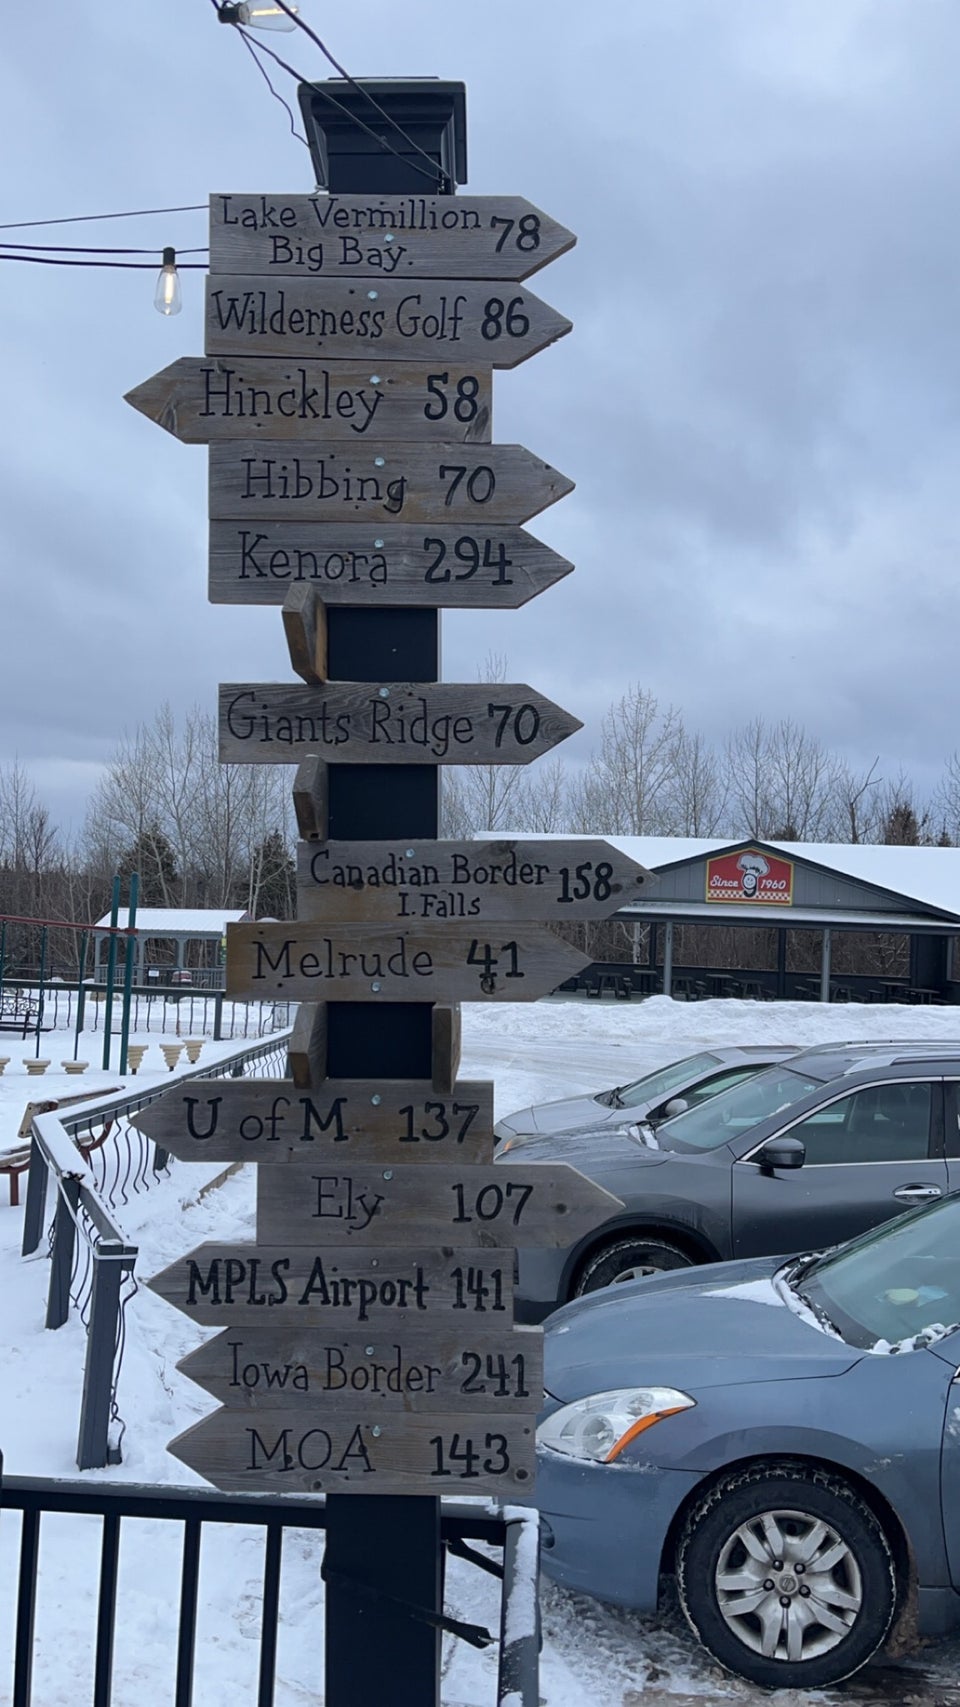 Lake Vermillion 78
Big Bay.
Wilderness Golf 86
Hinckley 58
Hibbing 70
Kenora 294
Giants Ridge 70
Canadian Border 158
I. Falls
Since 1960
Melrude 41
U of M 137
Ely 107
MPLS Airport 141
Iowa Border 241
MOA 143